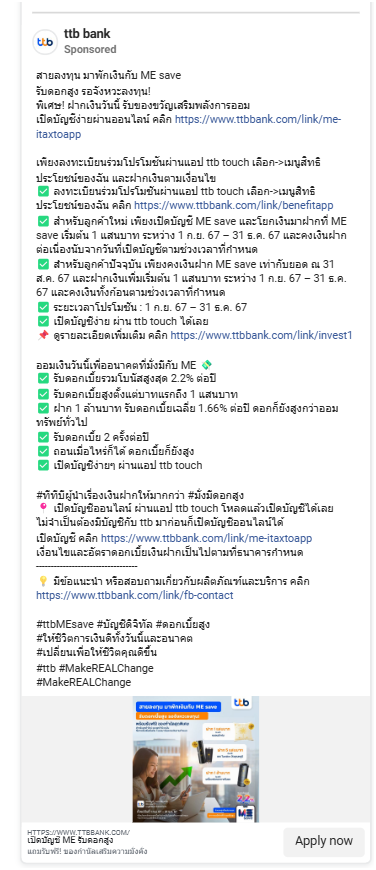 ttb bank
Sponsored
สายลงทุน มาพักเงินกับ ME save
รับดอกสูง รอจังหวะลงทุน!
พิเศษ! ฝากเงินวันนี้ รับของขวัญเสริมพลังการออม
เปิดบัญชีง่ายผ่านออนไลน์ คลิก https://www.ttbbank.com/link/me-
itaxtoapp
เพียงลงทะเบียนร่วมโปรโมชันผ่านแอป ttb touch เลือก->เมนูสิทธิ
ประโยชน์ของฉัน และฝากเงินตามเงื่อนไข
✅ ลงทะเบียนร่วมโปรโมชันผ่านแอป ttb touch เลือก->เมนูสิทธิ
ประโยชน์ของฉัน คลิก https://www.ttbbank.com/link/benefitapp
✅ สำหรับลูกค้าใหม่ เพียงเปิดบัญชี ME save และโยกเงินมาฝากที่ ME
save เริ่มต้น 1 แสนบาท ระหว่าง 1 ก.ย. 67 – 31 ธ.ค. 67 และคงเงินฝาก
ต่อเนื่องนับจากวันที่เปิดบัญชีตามช่วงเวลาที่กำหนด
✅ สำหรับลูกค้าปัจจุบัน เพียงคงเงินฝาก ME save เท่ากับยอด ณ 31
ส.ค. 67 และฝากเงินเพิ่มเริ่มต้น 1 แสนบาท ระหว่าง 1 ก.ย. 67 – 31 ธ.ค.
67 และคงเงินทั้งก้อนตามช่วงเวลาที่กำหนด
✅ ระยะเวลาโปรโมชัน : 1 ก.ย. 67 – 31 ธ.ค. 67
✅ เปิดบัญชีง่าย ผ่าน ttb touch ได้เลย
📌 ดูรายละเอียดเพิ่มเติม คลิก https://www.ttbbank.com/link/invest1
ออมเงินวันนี้เพื่ออนาคตที่มั่งมีกับ ME 💸
✅ รับดอกเบี้ยรวมโบนัสสูงสุด 2.2% ต่อปี
✅ รับดอกเบี้ยสูงตั้งแต่บาทแรกถึง 1 แสนบาท
✅ ฝาก 1 ล้านบาท รับดอกเบี้ยเฉลี่ย 1.66% ต่อปี ดอกก็ยังสูงกว่าออม
ทรัพย์ทั่วไป
✅ รับดอกเบี้ย 2 ครั้งต่อปี
✅ ถอนเมื่อไหร่ก็ได้ ดอกเบี้ยก็ยังสูง
✅ เปิดบัญชีง่ายๆ ผ่านแอป ttb touch
#ทีทีบีผู้นำเรื่องเงินฝากให้มากกว่า #มั่งมีดอกสูง
📍 เปิดบัญชีออนไลน์ ผ่านแอป ttb touch โหลดแล้วเปิดบัญชีได้เลย
ไม่จำเป็นต้องมีบัญชีกับ ttb มาก่อนก็เปิดบัญชีออนไลน์ได้
เปิดบัญชี คลิก https://www.ttbbank.com/link/me-itaxtoapp
เงื่อนไขและอัตราดอกเบี้ยเงินฝากเป็นไปตามที่ธนาคารกำหนด
----------------------------------
💡 มีข้อแนะนำ หรือสอบถามเกี่ยวกับผลิตภัณฑ์และบริการ คลิก
https://www.ttbbank.com/link/fb-contact
#ttbMEsave #บัญชีดิจิทัล #ดอกเบี้ยสูง
#ให้ชีวิตการเงินดีทั้งวันนี้และอนาคต
#เปลี่ยนเพื่อให้ชีวิตคุณดีขึ้น
#ttb #MakeREALChange
#MakeREALChange
สายลงทุน มาพักเงินกับ ME save
ttb
HTTPS://WWW.TTBBANK.COM/
เปิดบัญชี ME รับดอกสูง
แถมรับฟรี! ของกำนัลเสริมความมั่งคั่ง
Apply now